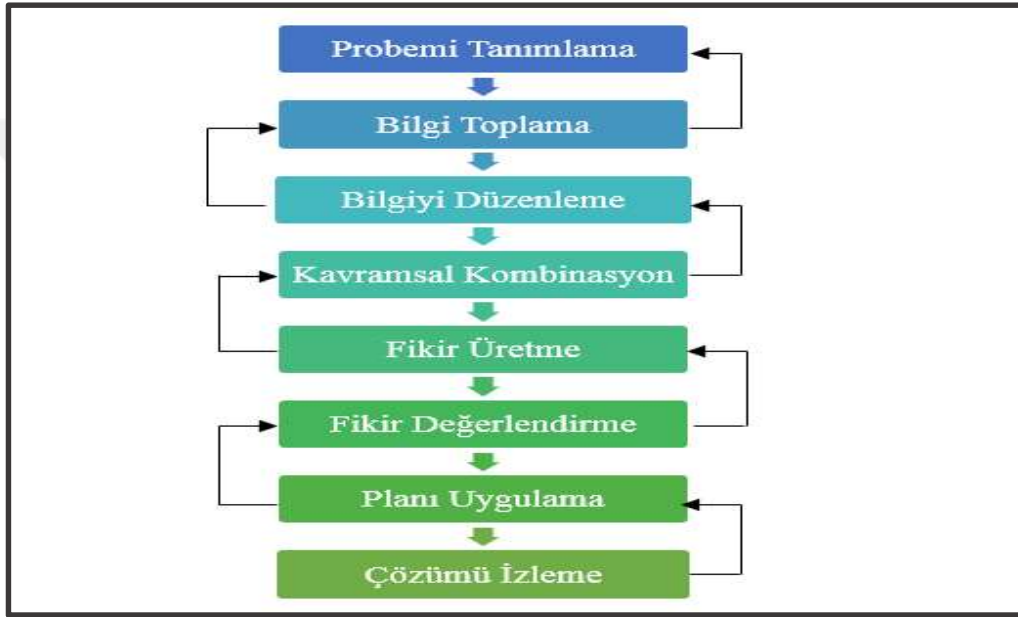 Probemi Tanımlama
Bilgi Toplama
Bilgiyi Düzenleme
Kavramsal Kombinasyon
Fikir Üretme
Fikir Değerlendirme
Planı Uygulama
Çözümü İzleme